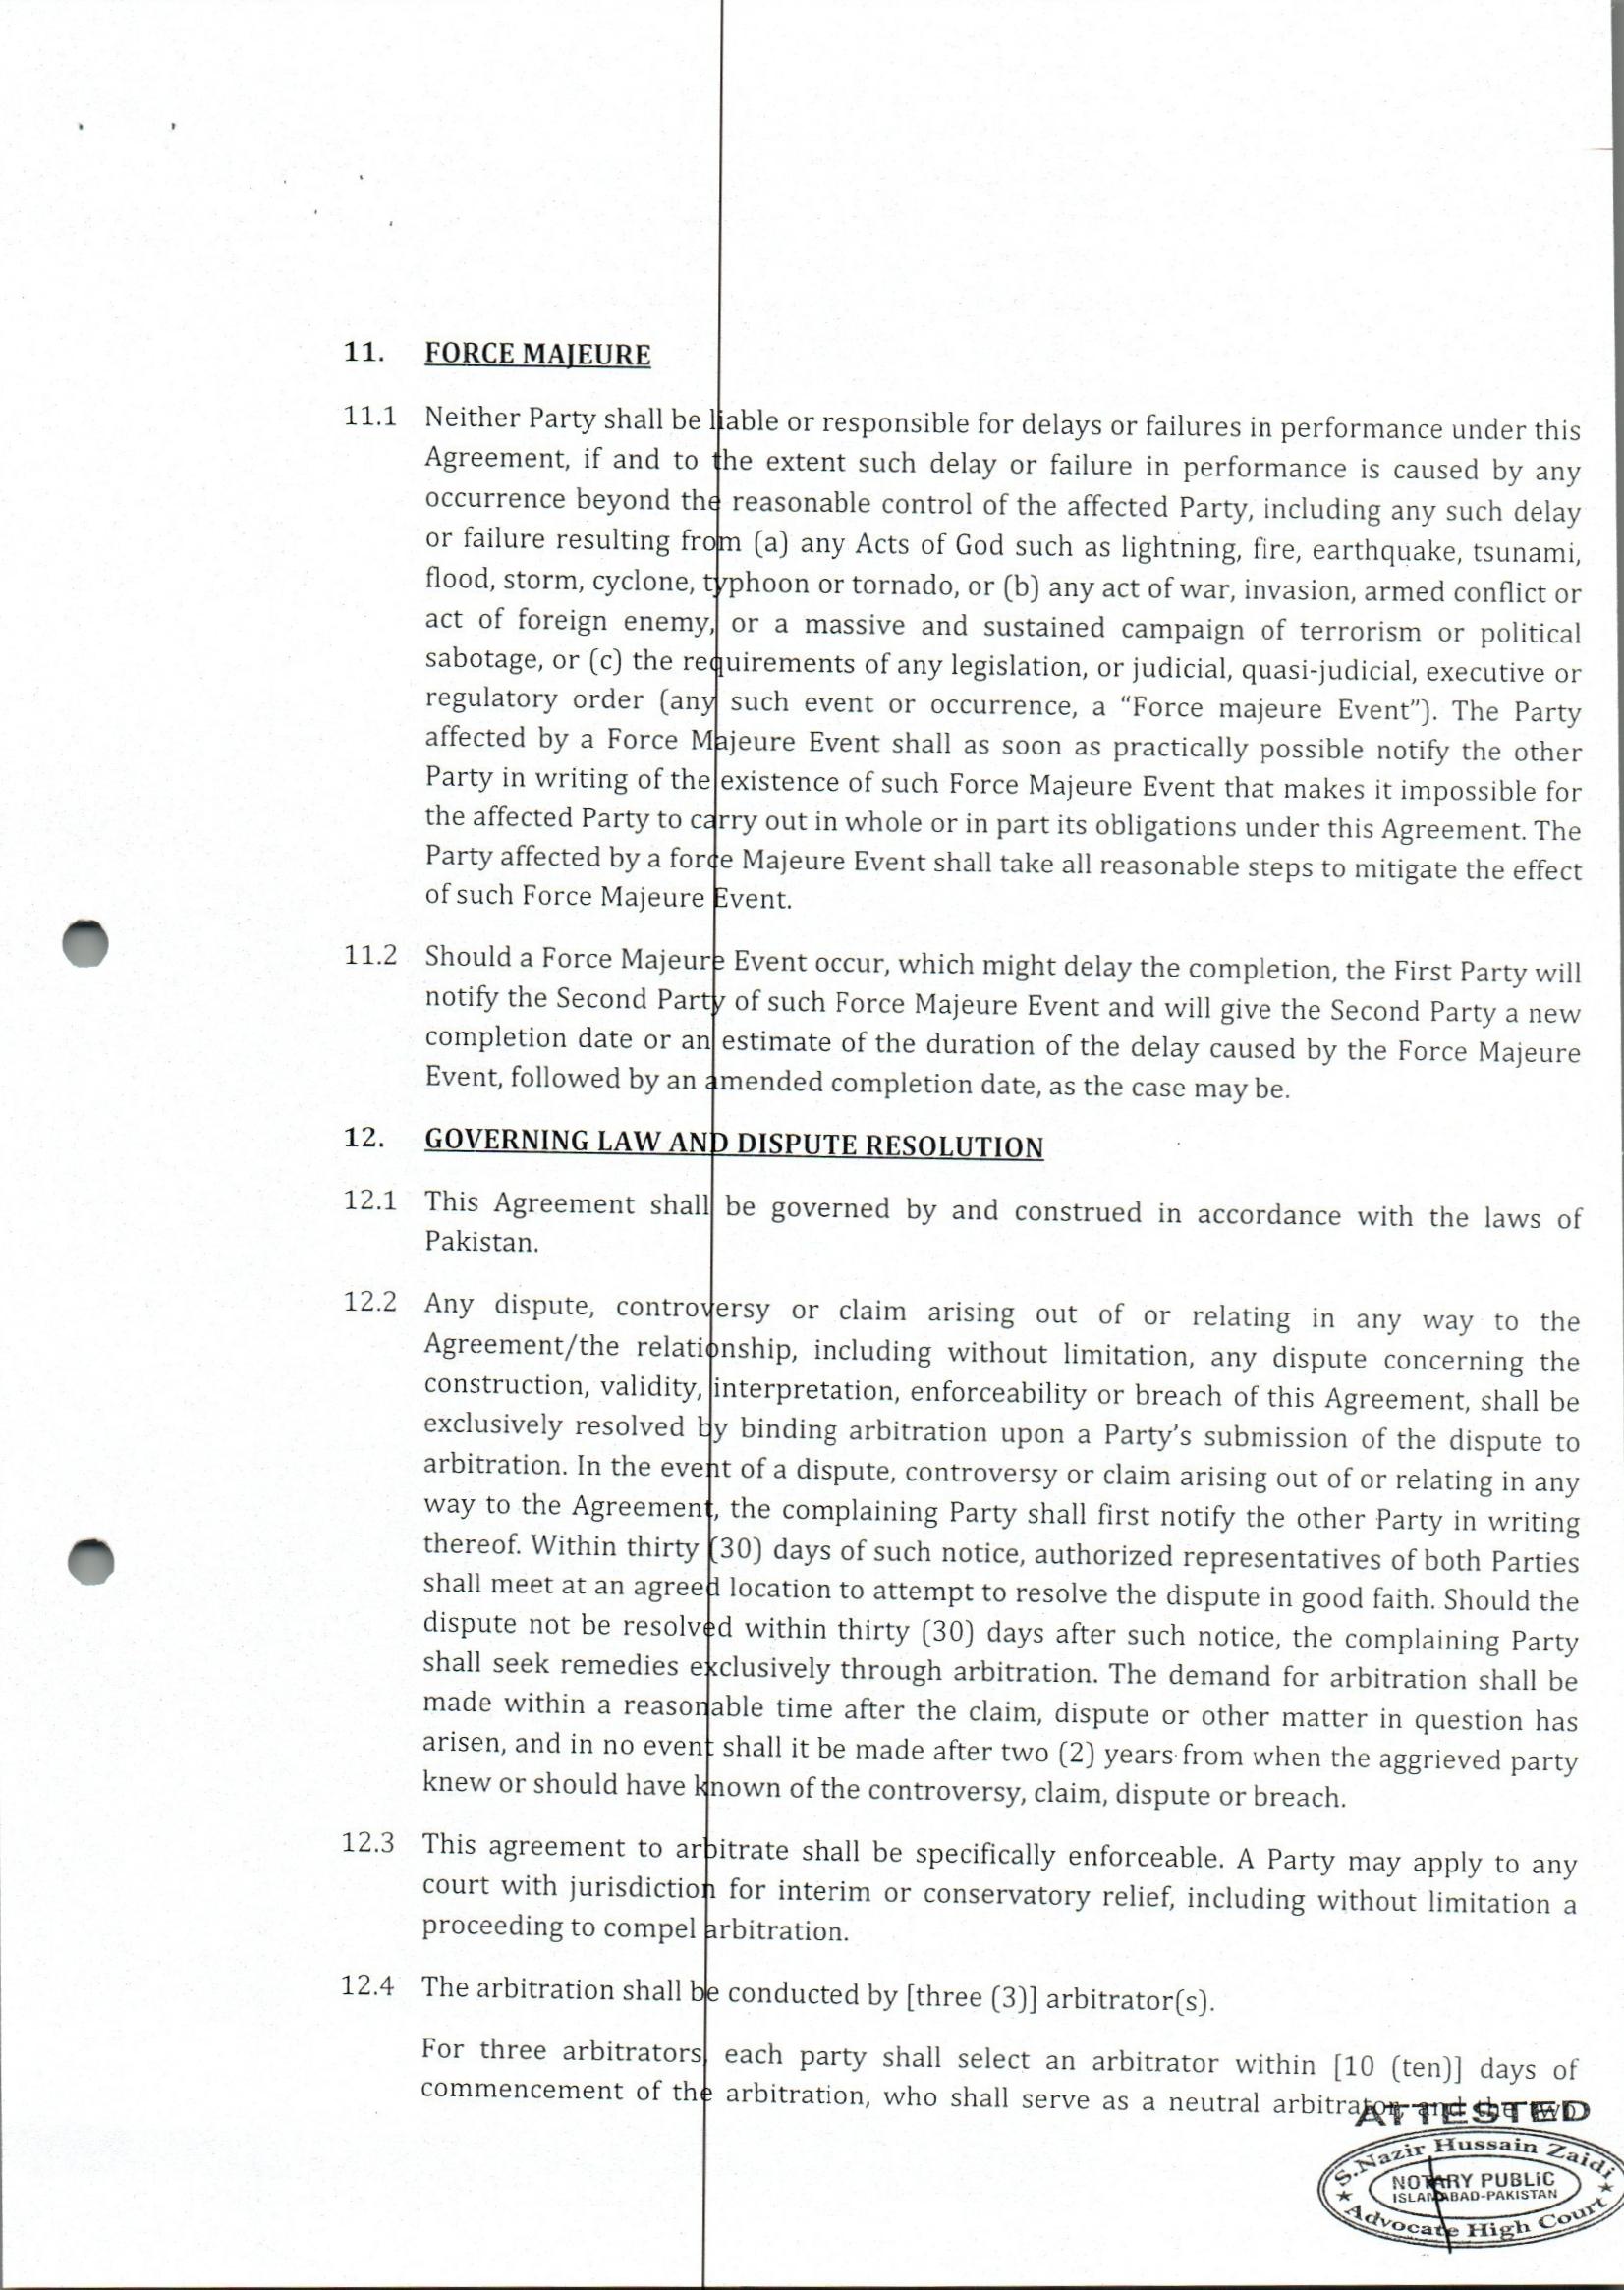 11. FORCE MAJEURE
11.1 Neither Party shall be liable or responsible for delays or failures in performance under this
Agreement, if and to the extent such delay or failure in performance is caused by any
occurrence beyond the reasonable control of the affected Party, including any such delay
or failure resulting from (a) any Acts of God such as lightning, fire, earthquake, tsunami,
flood, storm, cyclone, typhoon or tornado, or (b) any act of war, invasion, armed conflict or
act of foreign enemy, or a massive and sustained campaign of terrorism or political
sabotage, or (c) the requirements of any legislation, or judicial, quasi-judicial, executive or
regulatory order (any such event or occurrence, a “Force majeure Event”). The Party
affected by a Force Majeure Event shall as soon as practically possible notify the other
Party in writing of the existence of such Force Majeure Event that makes it impossible for
the affected Party to carry out in whole or in part its obligations under this Agreement. The
Party affected by a force Majeure Event shall take all reasonable steps to mitigate the effect
of such Force Majeure Event.
11.2 Should a Force Majeure Event occur, which might delay the completion, the First Party will
notify the Second Party of such Force Majeure Event and will give the Second Party a new
completion date or an estimate of the duration of the delay caused by the Force Majeure
Event, followed by an amended completion date, as the case may be.
12. GOVERNING LAW AND DISPUTE RESOLUTION
12.1 This Agreement shall be governed by and construed in accordance with the laws of
Pakistan.
12.2 Any dispute, controversy or claim arising out of or relating in any way to the
Agreement/the relationship, including without limitation, any dispute concerning the
construction, validity, interpretation, enforceability or breach of this Agreement, shall be
exclusively resolved by binding arbitration upon a Party’s submission of the dispute to
arbitration. In the event of a dispute, controversy or claim arising out of or relating in any
way to the Agreement, the complaining Party shall first notify the other Party in writing
thereof. Within thirty (30) days of such notice, authorized representatives of both Parties
shall meet at an agreed location to attempt to resolve the dispute in good faith. Should the
dispute not be resolved within thirty (30) days after such notice, the complaining Party
shall seek remedies exclusively through arbitration. The demand for arbitration shall be
made within a reasonable time after the claim, dispute or other matter in question has
arisen, and in no event shall it be made after two (2) years from when the aggrieved party
knew or should have known of the controversy, claim, dispute or breach.
12.3 This agreement to arbitrate shall be specifically enforceable. A Party may apply to any
court with jurisdiction for interim or conservatory relief, including without limitation a
proceeding to compel arbitration.
12.4 The arbitration shall be conducted by [three (3)] arbitrator(s).
For three arbitrators, each party shall select an arbitrator within [10 (ten)] days of
commencement of the arbitration, who shall serve as a neutral arbitrator, and the two
ATTESTED
S.Nazir Hussain Zaidi
NOTARY PUBLIC
ISLAMABAD-PAKISTAN
Advocate High Court